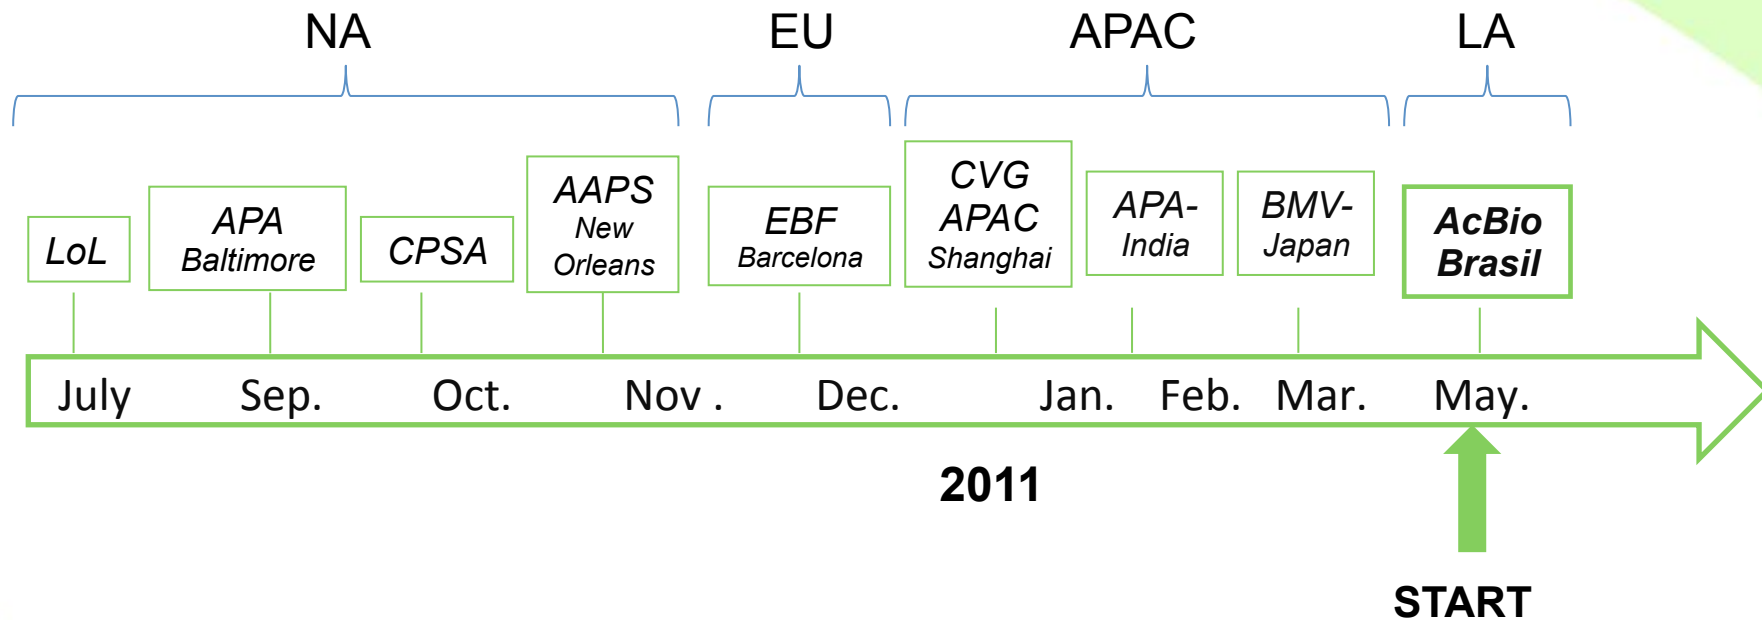 NA EU APAC LA
LoL
APA
Baltimore
CPSA
AAPS
New
Orleans
EBF
Barcelona
CVG
APAC
Shanghai
APA-
India
BMV-
Japan
AcBio
Brasil
July Sep. Oct. Nov . Dec. Jan. Feb. Mar. May.
2011
START